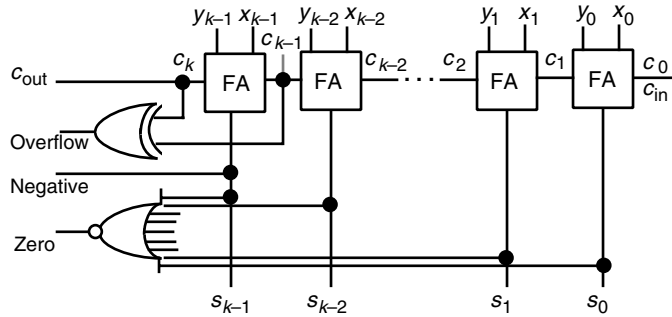 y_{k–1} x_{k–1} y_{k–2} x_{k–2} y_1 x_1 y_0 x_0
c_out c_k FA c_{k–1} FA c_{k–2} . . . c_2 FA c_1 FA c_0
c_in
Overflow
Negative
Zero
s_{k–1} s_{k–2} s_1 s_0